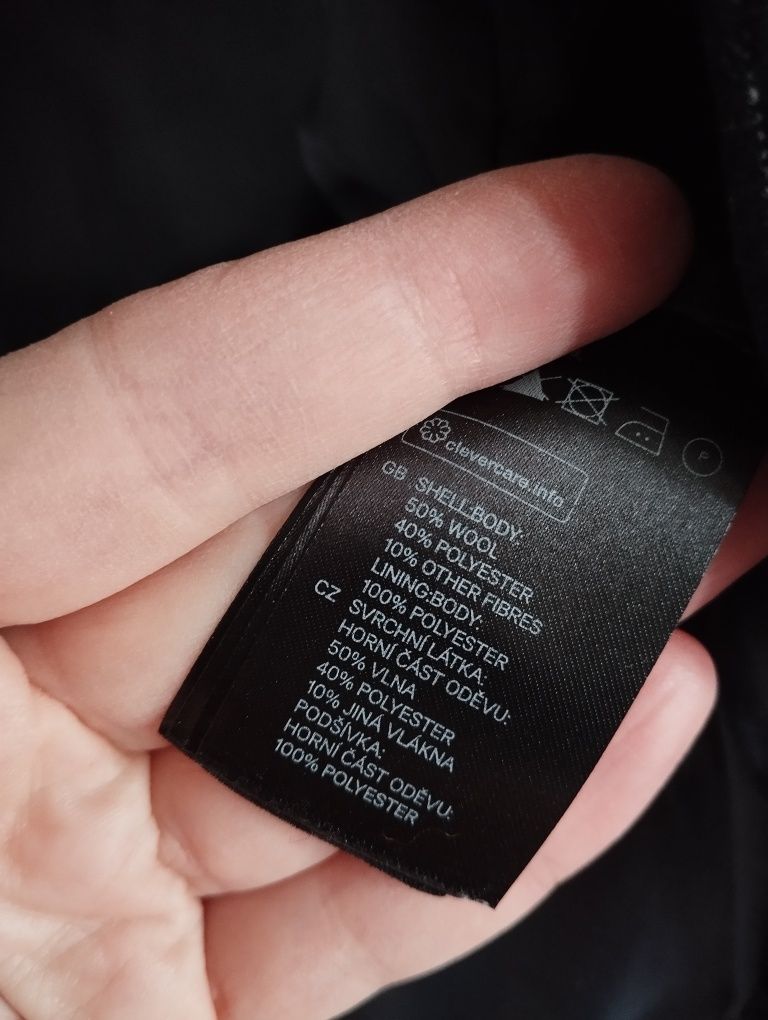 P
clevercare.info
GB SHELL:BODY:
50% WOOL
40% POLYESTER
10% OTHER FIBRES
LINING:BODY:
100% POLYESTER
CZ SVRCHNÍ LÁTKA:
HORNÍ ČÁST ODĚVU:
50% VLNA
40% POLYESTER
10% JINÁ VLÁKNA
PODŠÍVKA:
HORNÍ ČÁST ODĚVU:
100% POLYESTER